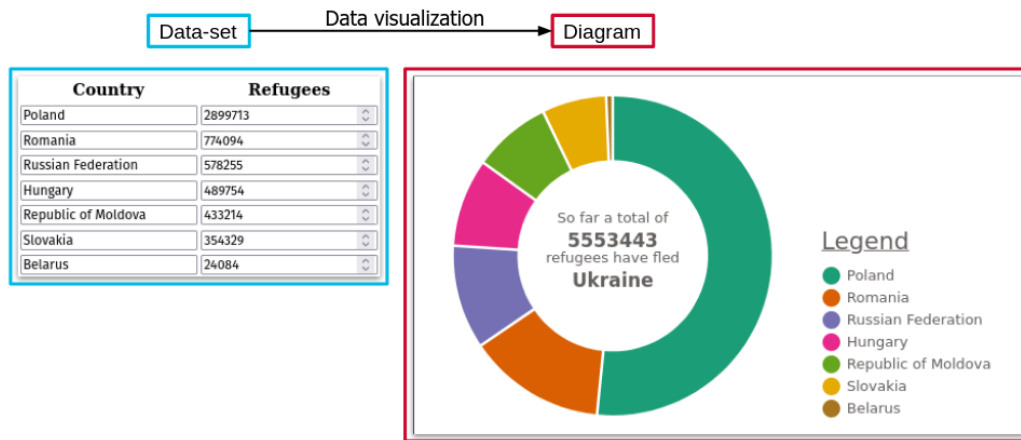 Data visualization
Data-set
Diagram
Country Refugees
Poland 2899713
Romania 774094
Russian Federation 578255
Hungary 489754
Republic of Moldova 433214
Slovakia 354329
Belarus 24084
So far a total of
5553443
refugees have fled
Ukraine
Legend
Poland
Romania
Russian Federation
Hungary
Republic of Moldova
Slovakia
Belarus